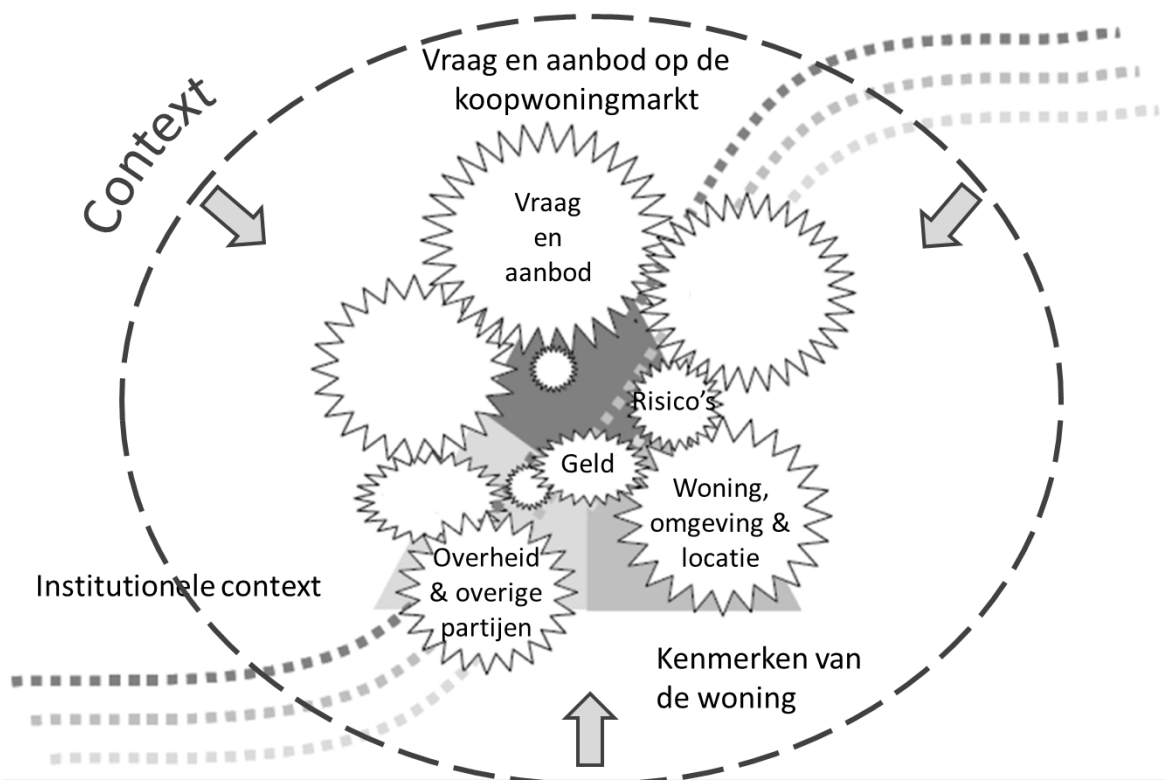 Vraag en aanbod op de
koopwoningmarkt
Context
Vraag
en
aanbod
Risico's
Geld
Woning,
omgeving &
locatie
Overheid
& overige
partijen
Institutionele context
Kenmerken van
de woning